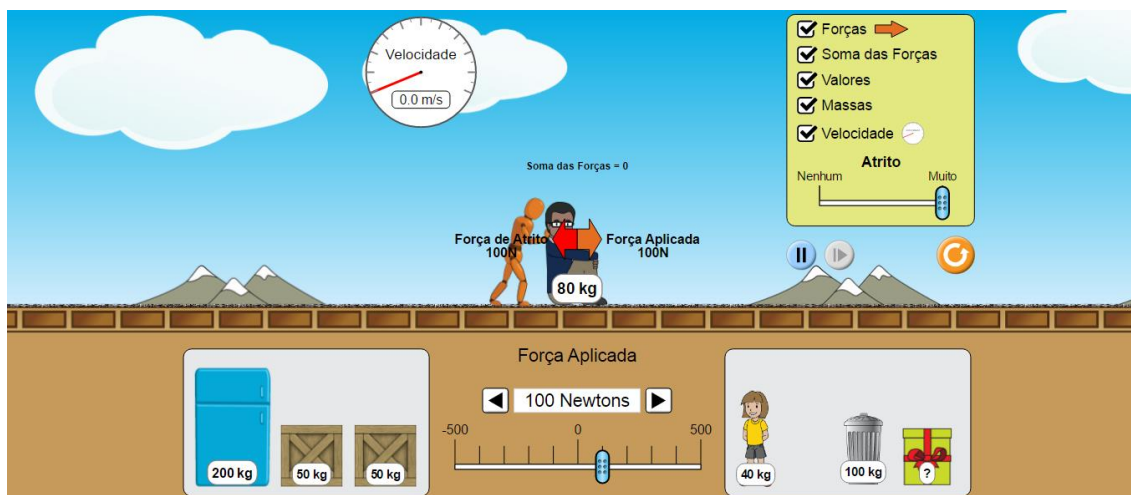 Velocidade
0.0 m/s
Forças
Soma das Forças
Valores
Massas
Velocidade
Atrito
Nenhum Muito
Soma das Forças = 0
Força de Atrito
100N
Força Aplicada
100N
80 kg
Força Aplicada
100 Newtons
-500 0 500
200 kg
50 kg
50 kg
40 kg
100 kg
?